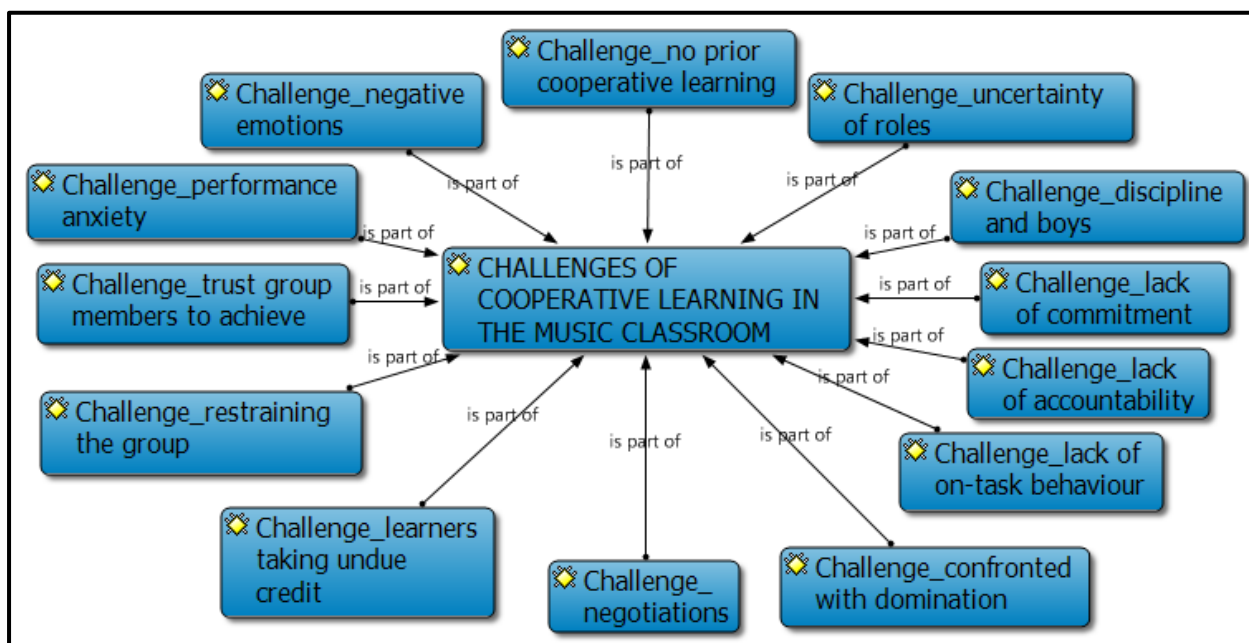 Challenge_no prior
cooperative learning
Challenge_negative
emotions
Challenge_uncertainty
of roles
is part of
is part of
is part of
Challenge_performance
anxiety
Challenge_discipline
and boys
is part of
is part of
CHALLENGES OF
COOPERATIVE LEARNING IN
THE MUSIC CLASSROOM
Challenge_trust group
members to achieve
is part of
is part of
Challenge_lack
of commitment
is part of
is part of
Challenge_lack
of accountability
Challenge_restraining
the group
is part of
is part of
is part of
is part of
Challenge_lack of
on-task behaviour
Challenge_learners
taking undue
credit
Challenge_
negotiations
Challenge_confronted
with domination